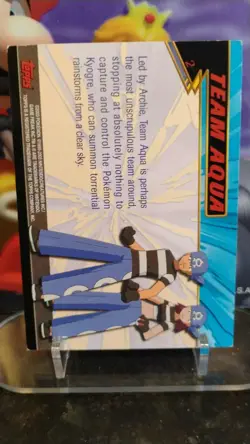 2
TEAM AQUA
Led by Archie, Team Aqua is perhaps
the most unscrupulous team around,
stopping at absolutely nothing to
capture and control the Pokémon
Kyogre, who can summon torrential
rainstorms from a clear sky.
topps